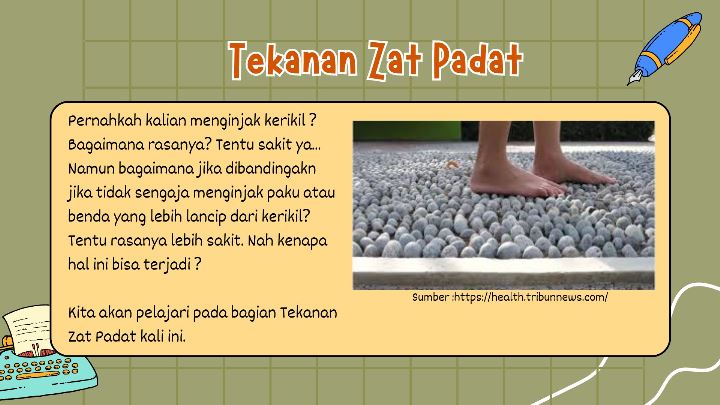 Tekanan Zat Padat
Pernahkah kalian menginjak kerikil ?
Bagaimana rasanya? Tentu sakit ya...
Namun bagaimana jika dibandingakn
jika tidak sengaja menginjak paku atau
benda yang lebih lancip dari kerikil?
Tentu rasanya lebih sakit. Nah kenapa
hal ini bisa terjadi ?
Kita akan pelajari pada bagian Tekanan
Zat Padat kali ini.
Sumber :https://health.tribunnews.com/